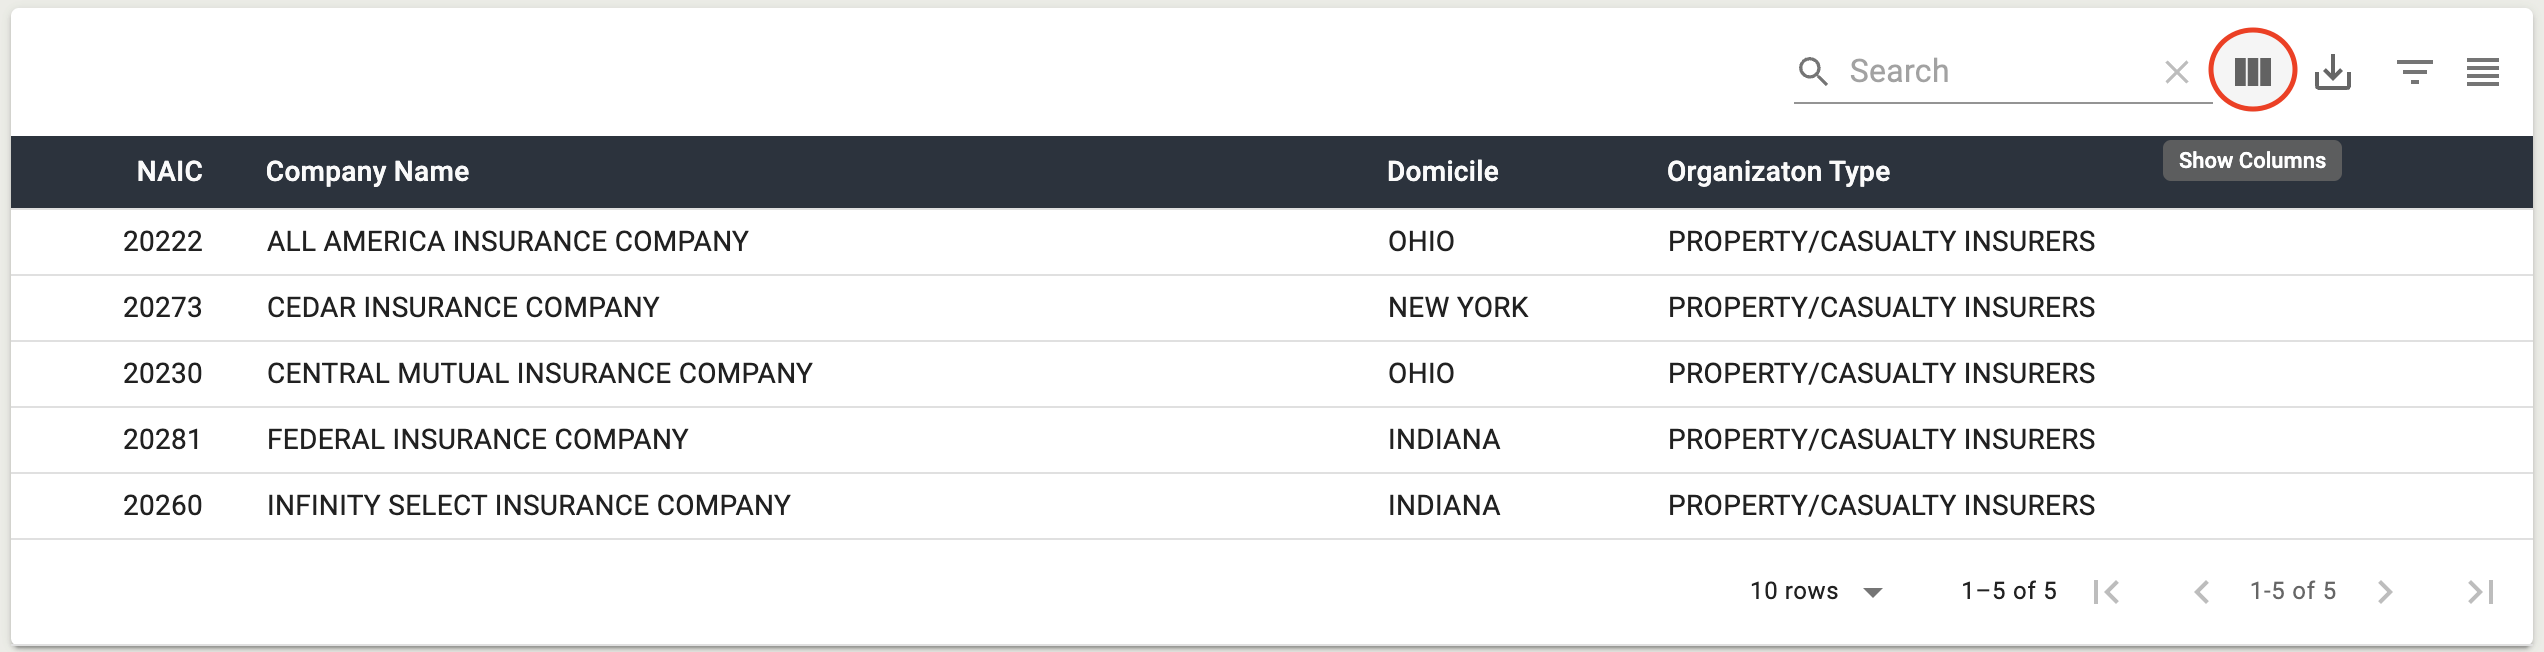 Search
NAIC Company Name Domicile Organizaton Type Show Columns
20222 ALL AMERICA INSURANCE COMPANY OHIO PROPERTY/CASUALTY INSURERS
20273 CEDAR INSURANCE COMPANY NEW YORK PROPERTY/CASUALTY INSURERS
20230 CENTRAL MUTUAL INSURANCE COMPANY OHIO PROPERTY/CASUALTY INSURERS
20281 FEDERAL INSURANCE COMPANY INDIANA PROPERTY/CASUALTY INSURERS
20260 INFINITY SELECT INSURANCE COMPANY INDIANA PROPERTY/CASUALTY INSURERS
10 rows 1–5 of 5 1-5 of 5